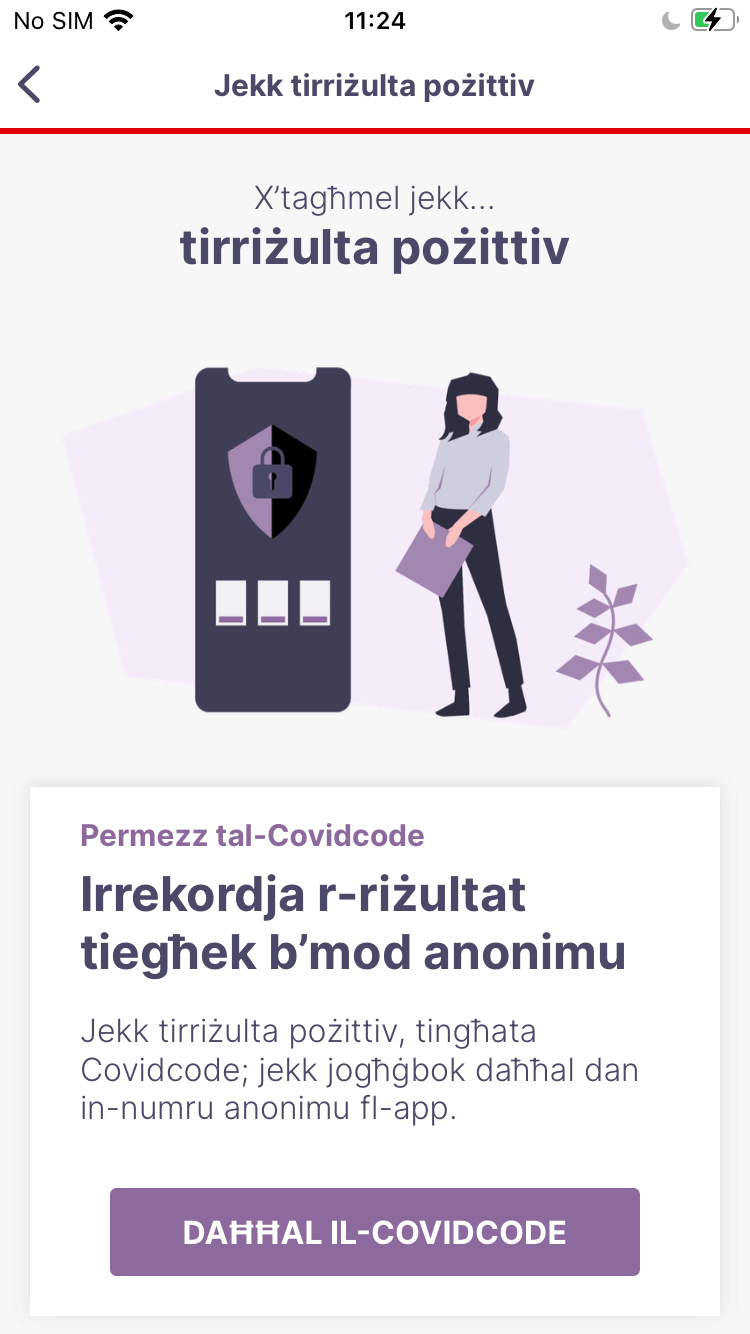 No SIM 11:24
Jekk tirriżulta pożittiv
X’tagħmel jekk...
tirriżulta pożittiv
Permezz tal-Covidcode
Irrekordja r-riżultat
tiegħek b’mod anonimu
Jekk tirriżulta pożittiv, tingħata
Covidcode; jekk jogħġbok daħħal dan
in-numru anonimu fl-app.
DAĦĦAL IL-COVIDCODE